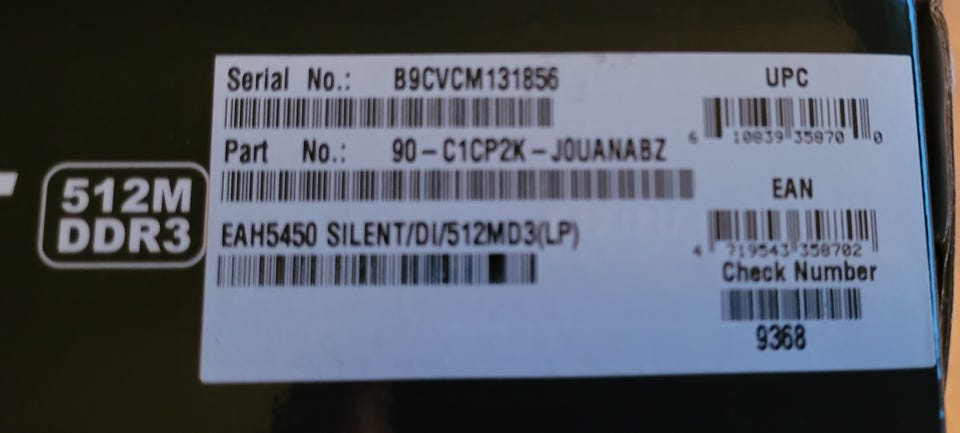 512M
DDR3
Serial No.: B9CVCM131856
Part No.: 90-C1CP2K-J0UANABZ
EAH5450 SILENT/DI/512MD3(LP)
UPC
6 10839 35870 0
EAN
4 719543 358702
Check Number
9368